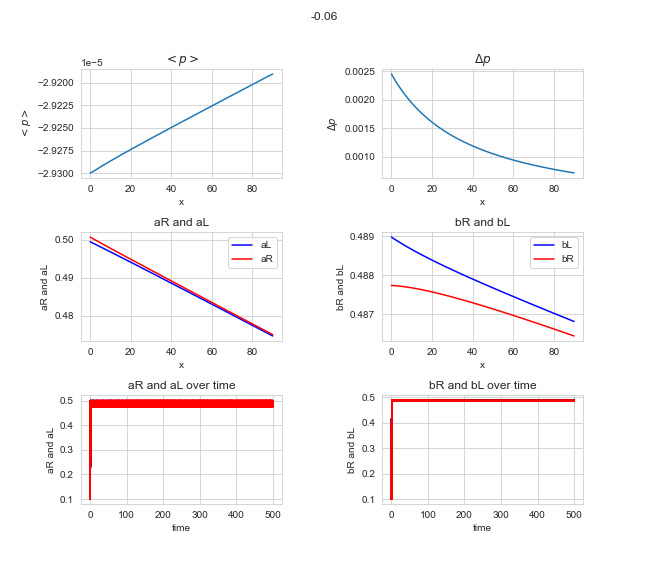 -0.06
< p >
1e−5
−2.9200
−2.9225
−2.9250
−2.9275
−2.9300
< p >
0 20 40 60 80
x
Δp
0.0025
0.0020
0.0015
0.0010
Δp
0 20 40 60 80
x
aR and aL
0.50
0.49
0.48
aR and aL
aL
aR
0 20 40 60 80
x
bR and bL
0.489
0.488
0.487
bR and bL
bL
bR
0 20 40 60 80
x
aR and aL over time
0.5
0.4
0.3
0.2
0.1
aR and aL
0 100 200 300 400 500
time
bR and bL over time
0.5
0.4
0.3
0.2
0.1
bR and bL
0 100 200 300 400 500
time